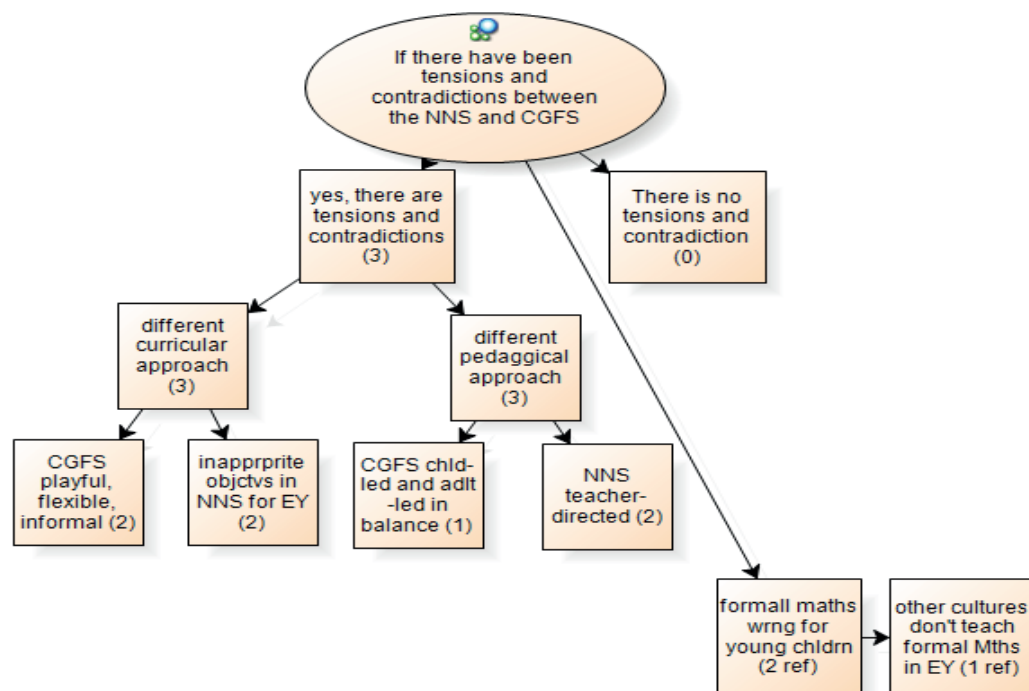 If there have been
tensions and
contradictions between
the NNS and CGFS
yes, there are
tensions and
contradictions
(3)
There is no
tensions and
contradiction
(0)
different
curricular
approach
(3)
different
pedaggical
approach
(3)
CGFS
playful,
flexible,
informal (2)
inapprprite
objctvs in
NNS for EY
(2)
CGFS chld-
led and adlt
-led in
balance (1)
NNS
teacher-
directed (2)
formall maths
wrng for
young chldrn
(2 ref)
other cultures
don't teach
formal Mths
in EY (1 ref)